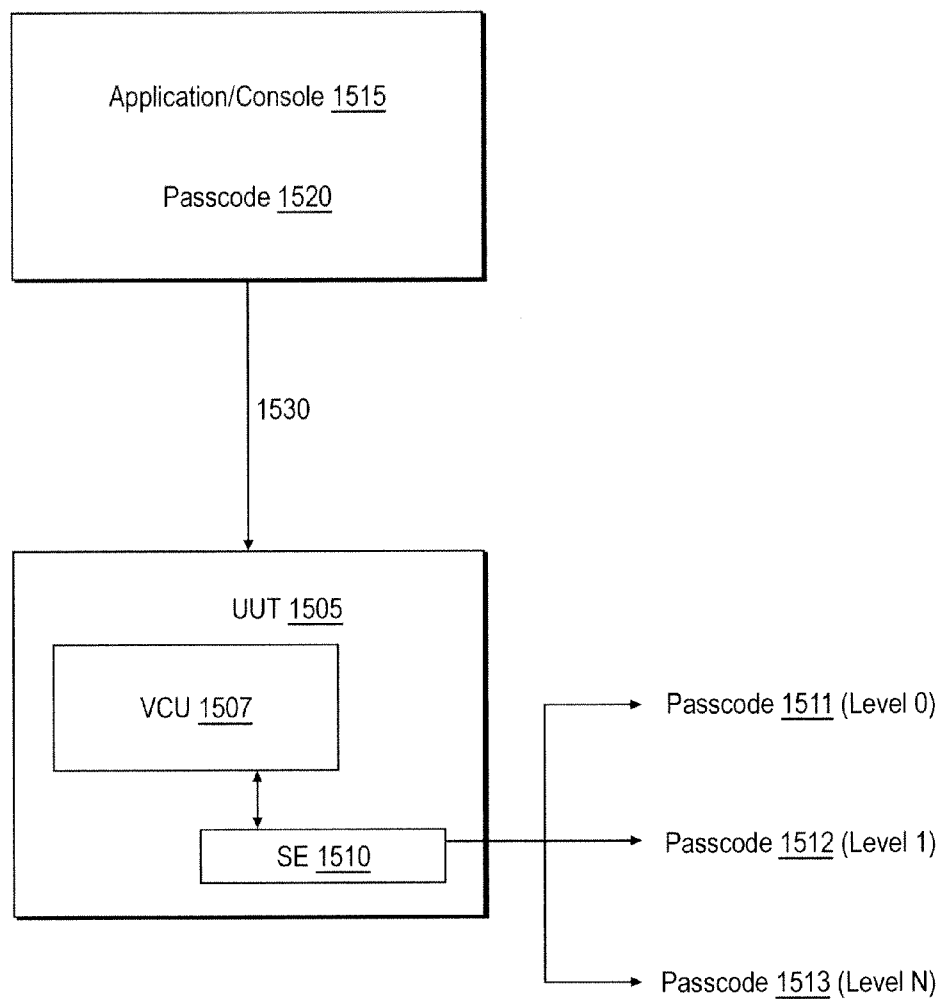 Application/Console 1515
Passcode 1520
1530
UUT 1505
VCU 1507
SE 1510
Passcode 1511 (Level 0)
Passcode 1512 (Level 1)
Passcode 1513 (Level N)